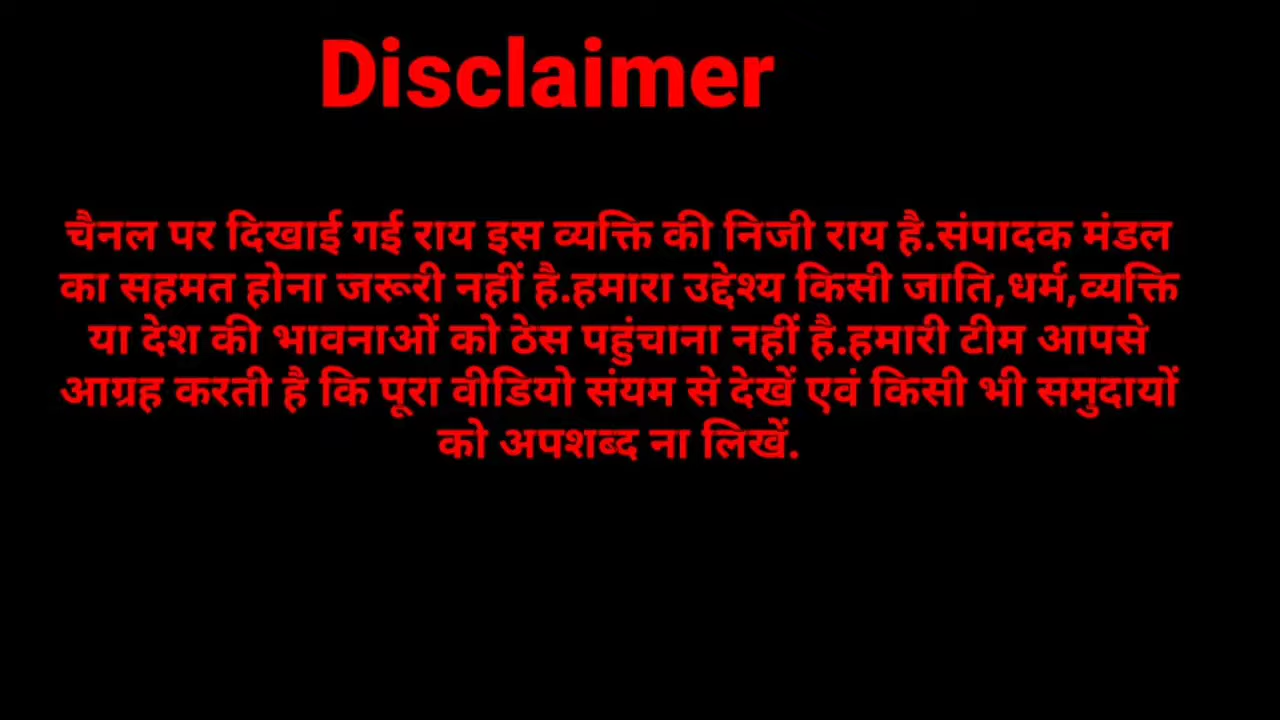 Disclaimer
चैनल पर दिखाई गई राय इस व्यक्ति की निजी राय है.संपादक मंडल
का सहमत होना जरूरी नहीं है.हमारा उद्देश्य किसी जाति,धर्म,व्यक्ति
या देश की भावनाओं को ठेस पहुंचाना नहीं है.हमारी टीम आपसे
आग्रह करती है कि पूरा वीडियो संयम से देखें एवं किसी भी समुदायों
को अपशब्द ना लिखें.